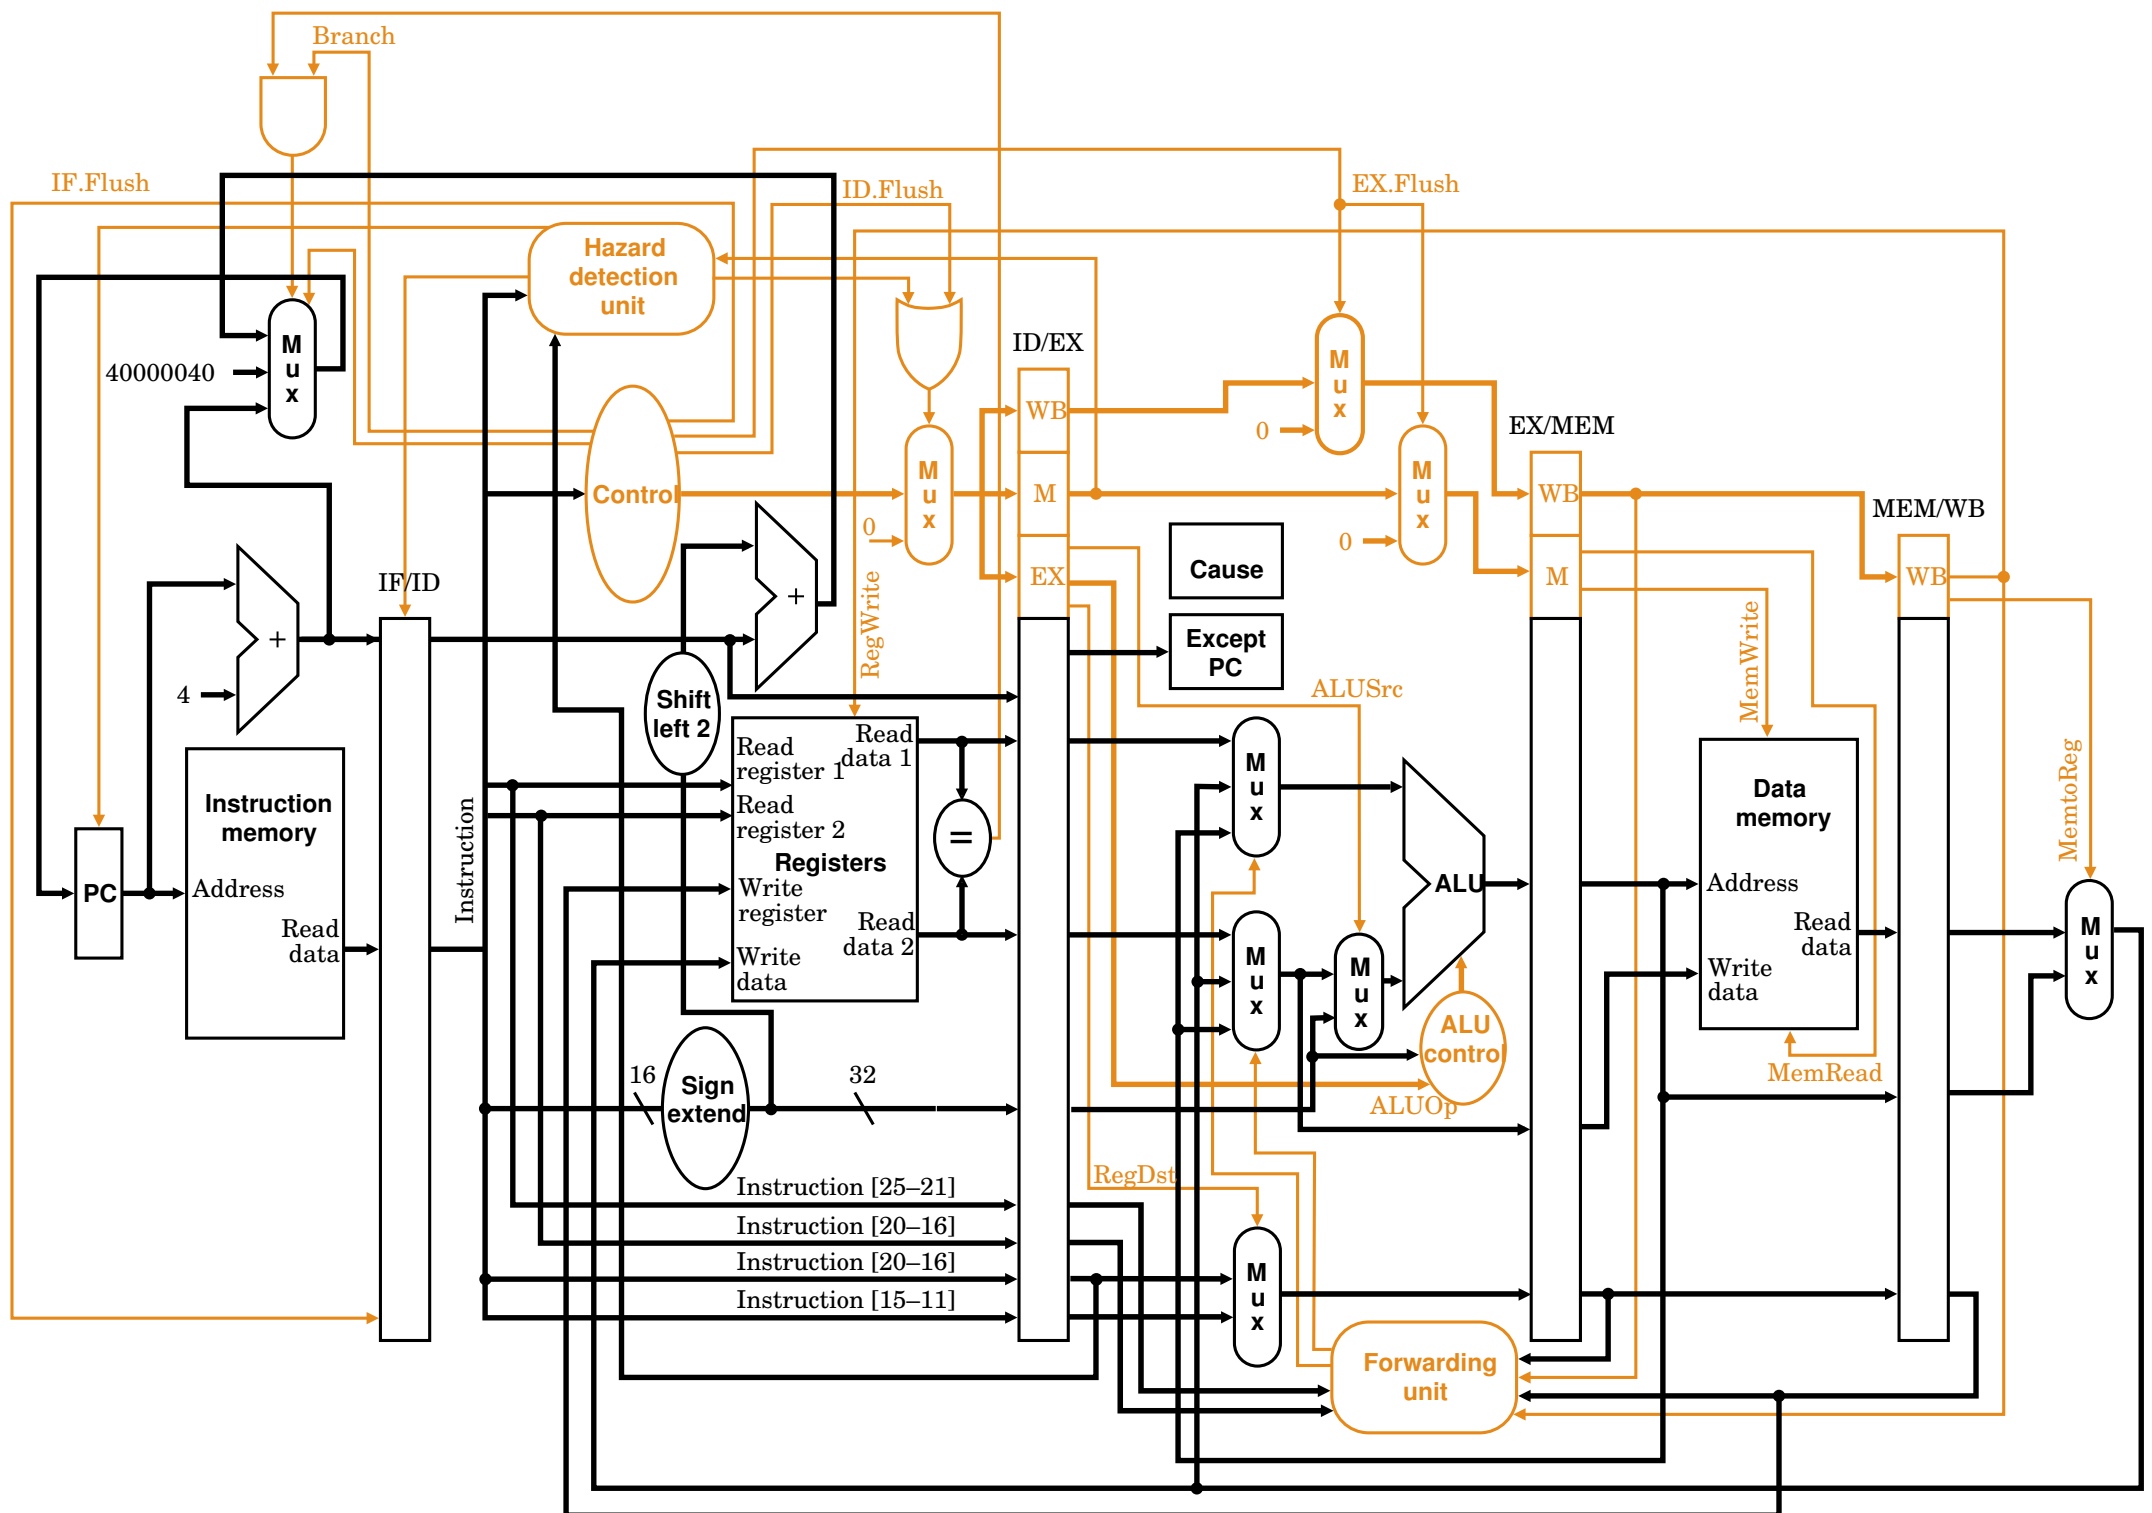 Branch
IF.Flush
ID.Flush
EX.Flush
Hazard
detection
unit
M
u
x
40000040
ID/EX
WB
M
EX
M
u
x
0
Control
M
u
x
0
EX/MEM
WB
M
M
u
x
0
MEM/WB
WB
Cause
Except
PC
IF/ID
+
4
+
RegWrite
Shift
left 2
ALUSrc
MemWrite
MemtoReg
Instruction
memory
Address
Read
data
PC
Instruction
Read
register 1
Read
data 1
Read
register 2
Registers
Write
register
Read
data 2
Write
data
=
M
u
x
M
u
x
M
u
x
ALU
ALU
control
ALUOp
Data
memory
Address
Read
data
Write
data
MemRead
M
u
x
16
Sign
extend
32
RegDst
Instruction [25–21]
Instruction [20–16]
Instruction [20–16]
Instruction [15–11]
M
u
x
Forwarding
unit